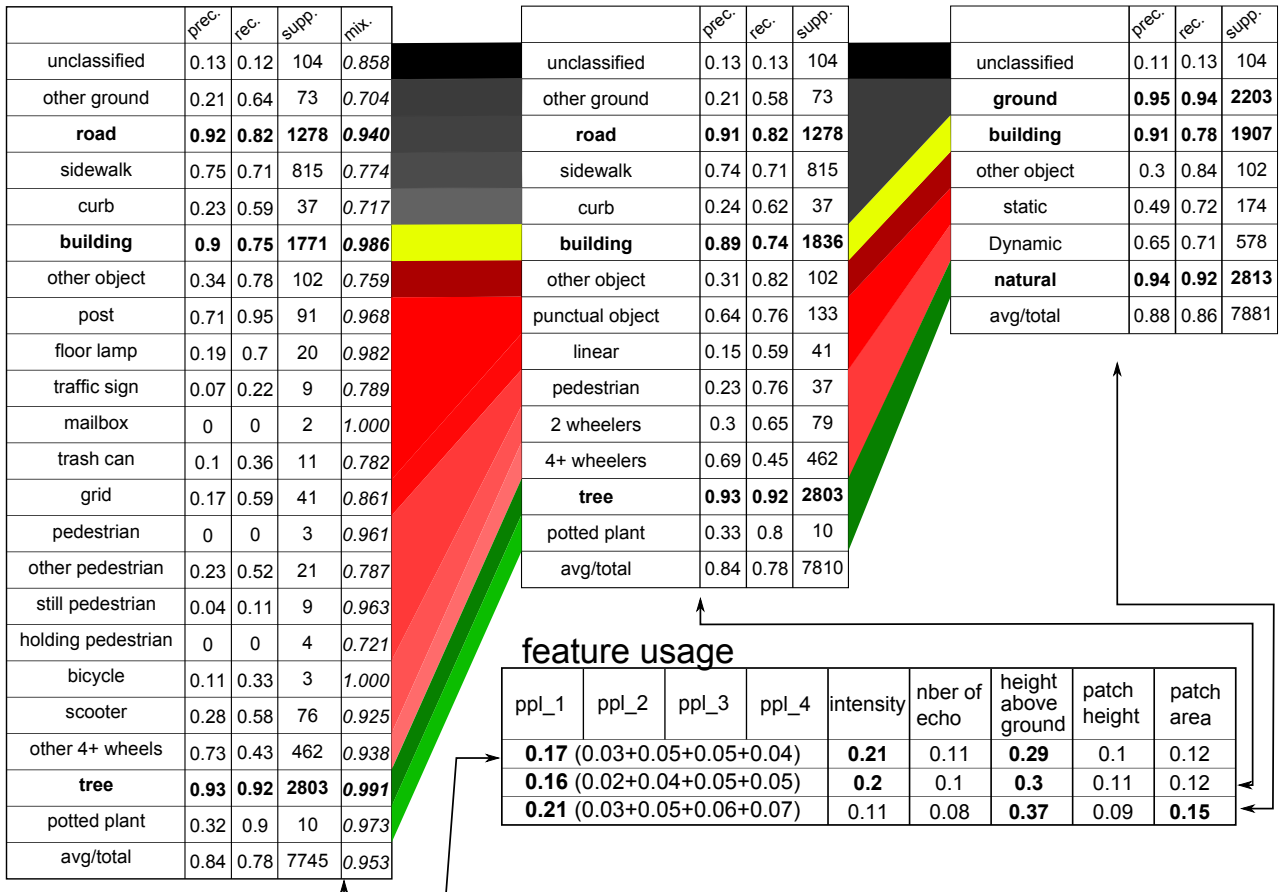 prec. rec. supp. mix.
unclassified 0.13 0.12 104 0.858
other ground 0.21 0.64 73 0.704
road 0.92 0.82 1278 0.940
sidewalk 0.75 0.71 815 0.774
curb 0.23 0.59 37 0.717
building 0.9 0.75 1771 0.986
other object 0.34 0.78 102 0.759
post 0.71 0.95 91 0.968
floor lamp 0.19 0.7 20 0.982
traffic sign 0.07 0.22 9 0.789
mailbox 0 0 2 1.000
trash can 0.1 0.36 11 0.782
grid 0.17 0.59 41 0.861
pedestrian 0 0 3 0.961
other pedestrian 0.23 0.52 21 0.787
still pedestrian 0.04 0.11 9 0.963
holding pedestrian 0 0 4 0.721
bicycle 0.11 0.33 3 1.000
scooter 0.28 0.58 76 0.925
other 4+ wheels 0.73 0.43 462 0.938
tree 0.93 0.92 2803 0.991
potted plant 0.32 0.9 10 0.973
avg/total 0.84 0.78 7745 0.953
prec. rec. supp.
unclassified 0.13 0.13 104
other ground 0.21 0.58 73
road 0.91 0.82 1278
sidewalk 0.74 0.71 815
curb 0.24 0.62 37
building 0.89 0.74 1836
other object 0.31 0.82 102
punctual object 0.64 0.76 133
linear 0.15 0.59 41
pedestrian 0.23 0.76 37
2 wheelers 0.3 0.65 79
4+ wheelers 0.69 0.45 462
tree 0.93 0.92 2803
potted plant 0.33 0.8 10
avg/total 0.84 0.78 7810
prec. rec. supp.
unclassified 0.11 0.13 104
ground 0.95 0.94 2203
building 0.91 0.78 1907
other object 0.3 0.84 102
static 0.49 0.72 174
Dynamic 0.65 0.71 578
natural 0.94 0.92 2813
avg/total 0.88 0.86 7881
feature usage
ppl_1 ppl_2 ppl_3 ppl_4 intensity nber of echo height above ground patch height patch area
0.17 (0.03+0.05+0.05+0.04) 0.21 0.11 0.29 0.1 0.12
0.16 (0.02+0.04+0.05+0.05) 0.2 0.1 0.3 0.11 0.12
0.21 (0.03+0.05+0.06+0.07) 0.11 0.08 0.37 0.09 0.15